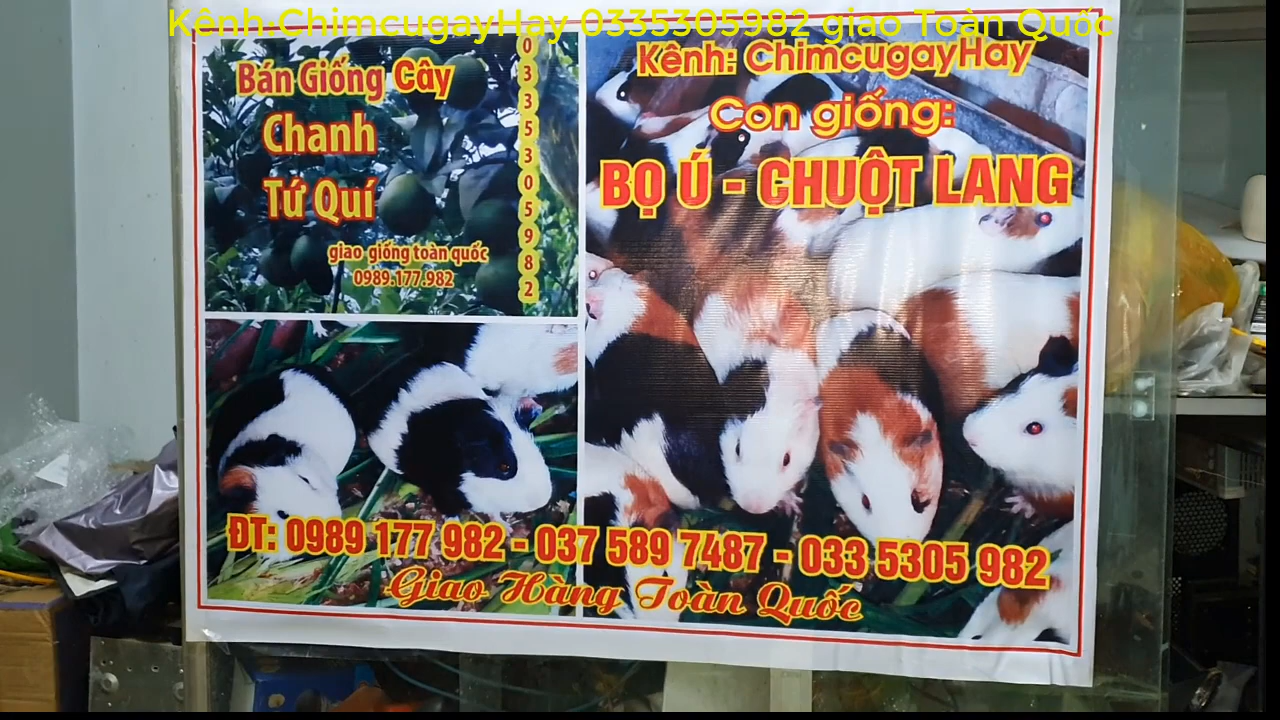 Kênh:ChimcugayHay 0335305982 giao Toàn Quốc
Bán Giống Cây
Chanh
Tứ Quí
giao giống toàn quốc
0989.177.982
0335305982
Kênh: ChimcugayHay
Con giống:
BỌ Ú - CHUỘT LANG
ĐT: 0989 177 982 - 037 589 7487 - 033 5305 982
Giao Hàng Toàn Quốc